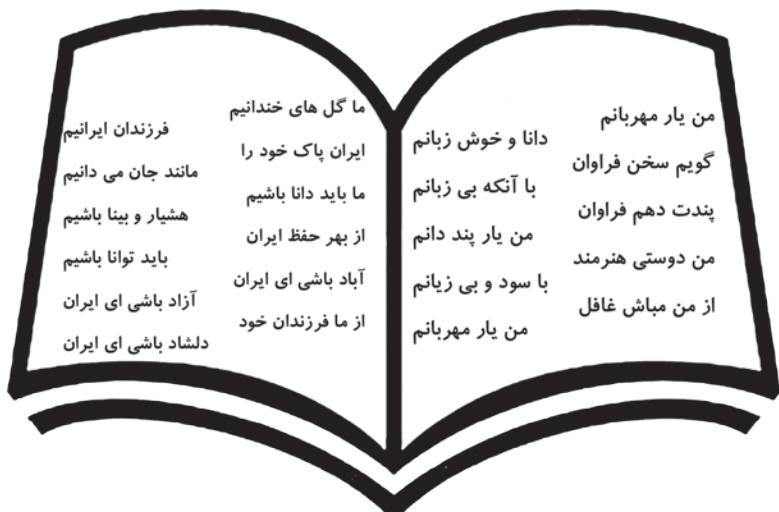 من یار مهربانم
دانا و خوش زبانم
گویم سخن فراوان
با آنکه بی زبانم
پندت دهم فراوان
من یار پند دانم
من دوستی هنرمند
با سود و بی زیانم
از من مباش غافل
من یار مهربانم
ما گل های خندانیم
فرزندان ایرانیم
ایران پاک خود را
مانند جان می دانیم
ما باید دانا باشیم
هشیار و بینا باشیم
از بهر حفظ ایران
باید توانا باشیم
آباد باشی ای ایران
آزاد باشی ای ایران
از ما فرزندان خود
دلشاد باشی ای ایران